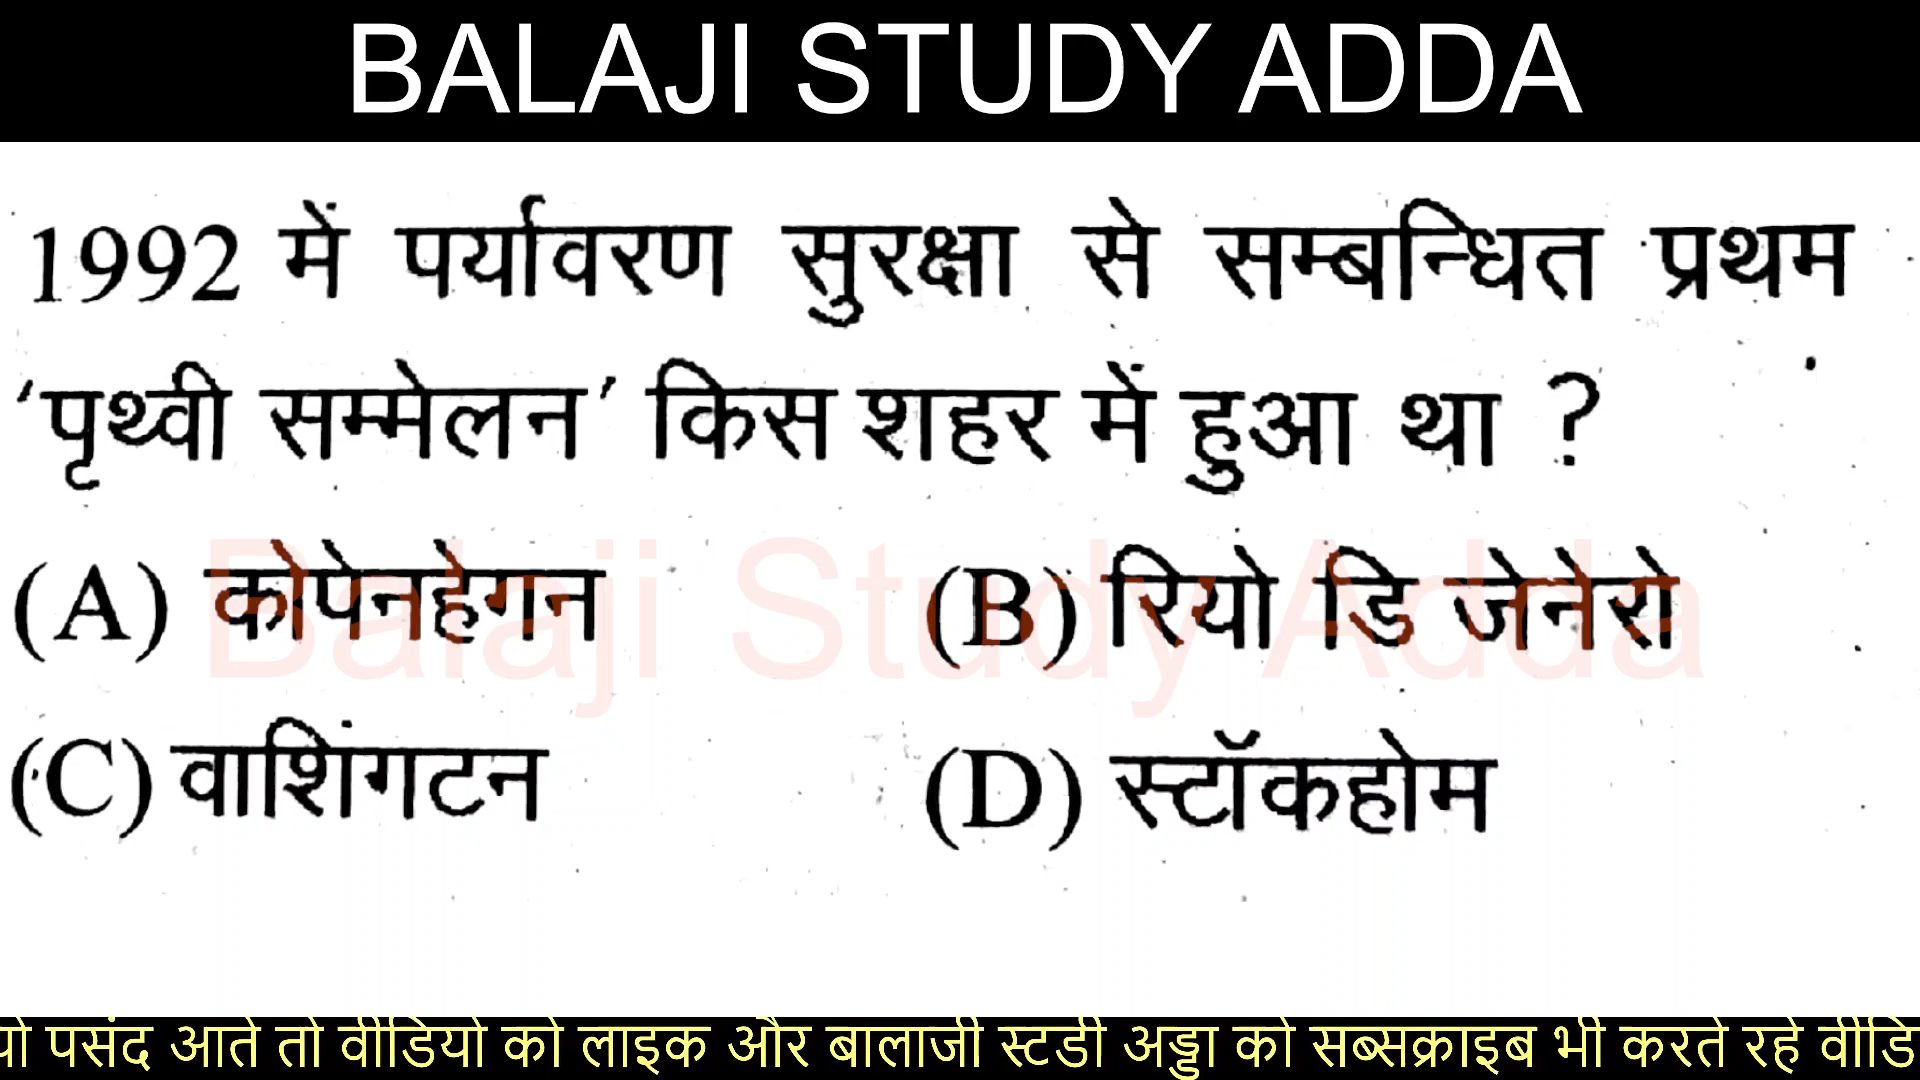 BALAJI STUDY ADDA
1992 में पर्यावरण सुरक्षा से सम्बन्धित प्रथम
‘पृथ्वी सम्मेलन’ किस शहर में हुआ था ?
(A) कोपेनहेगन (B) रियो डि जेनैरो
Balaji Study Adda
(C) वाशिंगटन (D) स्टॉकहोम
पसंद आते तो वीडियो को लाइक और बालाजी स्टडी अड्डा को सब्सक्राइब भी करते रहे